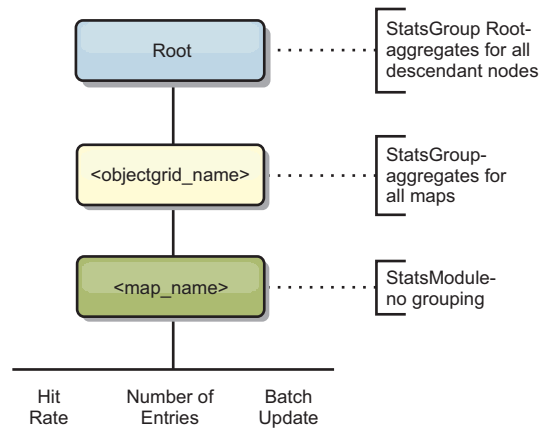 Root
StatsGroup Root-
aggregates for all
descendant nodes
<objectgrid_name>
StatsGroup-
aggregates for
all maps
<map_name>
StatsModule-
no grouping
Hit
Rate
Number of
Entries
Batch
Update